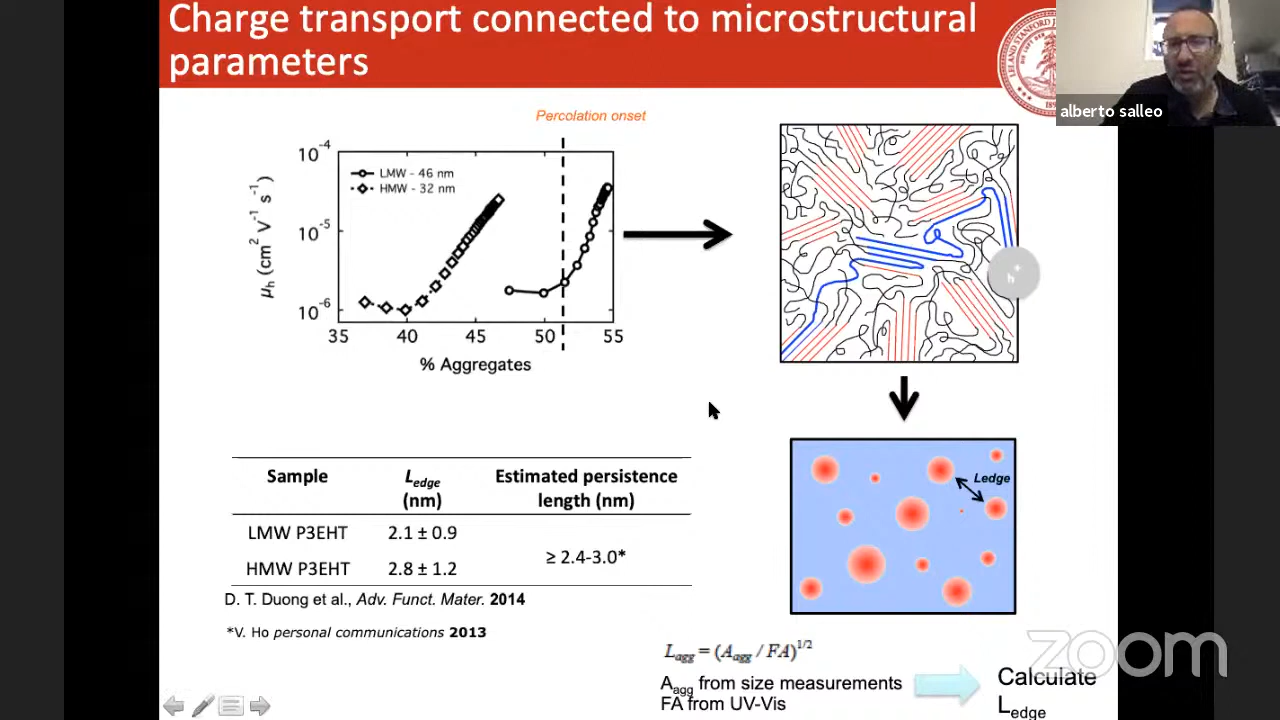 Charge transport connected to microstructural
parameters
alberto salleo
Percolation onset
10⁻⁴
10⁻⁵
10⁻⁶
μh (cm² V⁻¹ s⁻¹)
LMW - 46 nm
HMW - 32 nm
35 40 45 50 55
% Aggregates
h⁺
Ledge
Sample Ledge (nm) Estimated persistence length (nm)
LMW P3EHT 2.1 ± 0.9
≥ 2.4-3.0*
HMW P3EHT 2.8 ± 1.2
D. T. Duong et al., Adv. Funct. Mater. 2014
*V. Ho personal communications 2013
Lagg = (Aagg / FA)^1/2
Aagg from size measurements
FA from UV-Vis
Calculate
Ledge
zoom